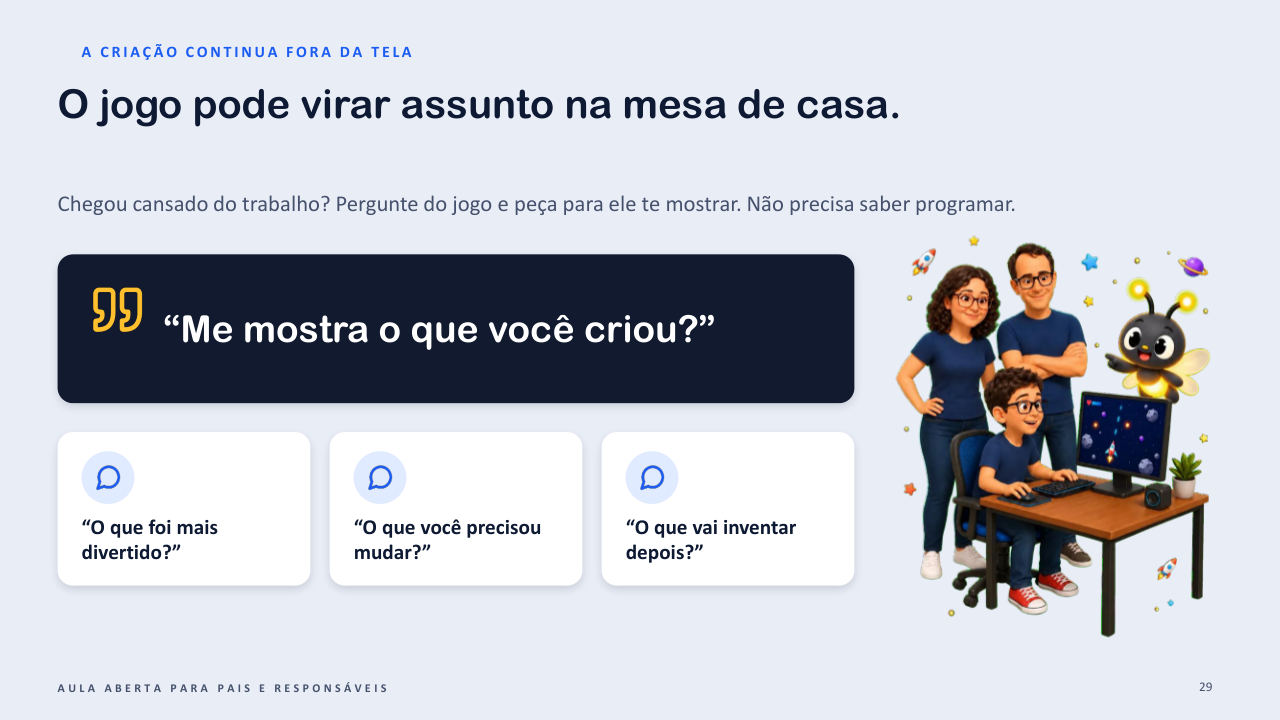 A CRIAÇÃO CONTINUA FORA DA TELA
O jogo pode virar assunto na mesa de casa.
Chegou cansado do trabalho? Pergunte do jogo e peça para ele te mostrar. Não precisa saber programar.
“Me mostra o que você criou?”
“O que foi mais
divertido?”
“O que você precisou
mudar?”
“O que vai inventar
depois?”
AULA ABERTA PARA PAIS E RESPONSÁVEIS
29